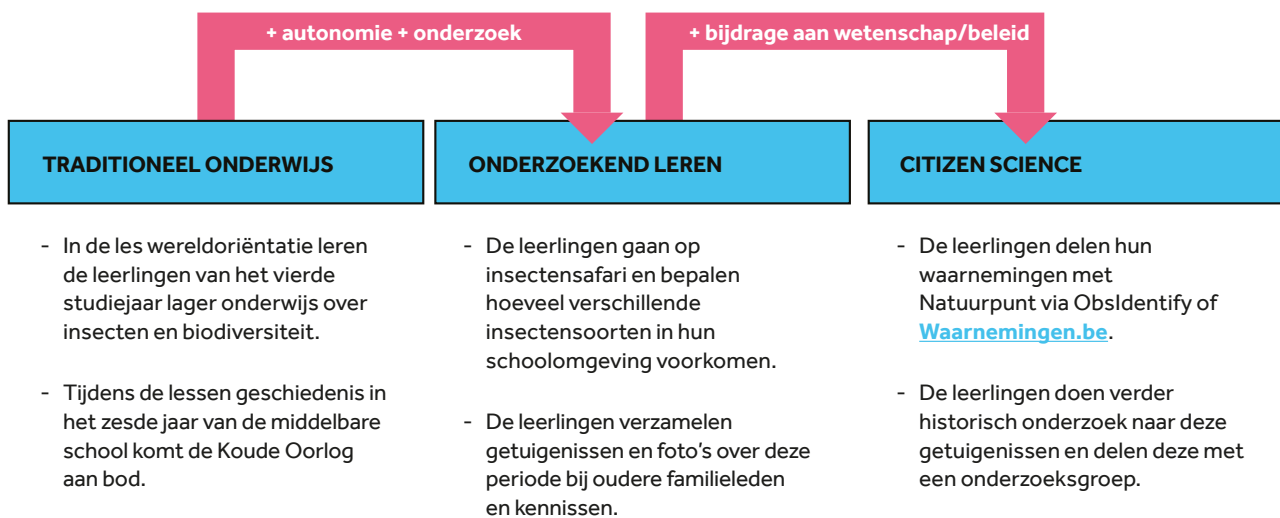 + autonomie + onderzoek
+ bijdrage aan wetenschap/beleid
TRADITIONEEL ONDERWIJS
- In de les wereldoriëntatie leren
de leerlingen van het vierde
studiejaar lager onderwijs over
insecten en biodiversiteit.
- Tijdens de lessen geschiedenis in
het zesde jaar van de middelbare
school komt de Koude Oorlog
aan bod.
ONDERZOEKEND LEREN
- De leerlingen gaan op
insectensafari en bepalen
hoeveel verschillende
insectensoorten in hun
schoolomgeving voorkomen.
- De leerlingen verzamelen
getuigenissen en foto's over deze
periode bij oudere familieleden
en kennissen.
CITIZEN SCIENCE
- De leerlingen delen hun
waarnemingen met
Natuurpunt via ObsIdentify of
Waarnemingen.be.
- De leerlingen doen verder
historisch onderzoek naar deze
getuigenissen en delen deze met
een onderzoeksgroep.